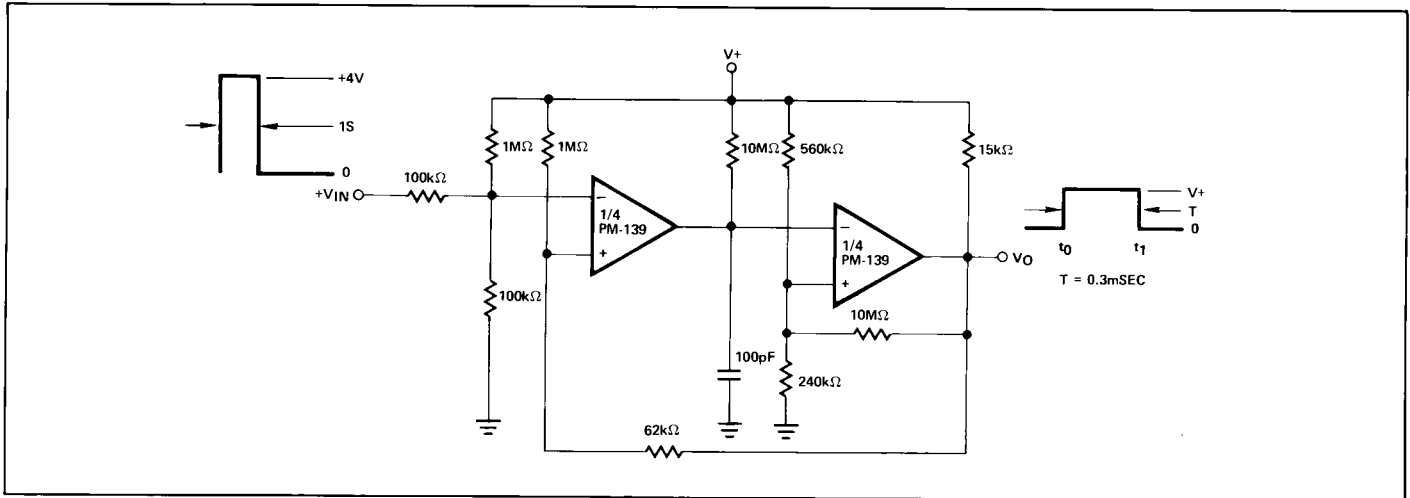 +4V
1S
0
+VIN
100kΩ
1MΩ
1MΩ
100kΩ
1/4
PM-139
−
+
V+
10MΩ
560kΩ
15kΩ
100pF
1/4
PM-139
−
+
10MΩ
240kΩ
62kΩ
VO
V+
T
0
t0
t1
T = 0.3mSEC